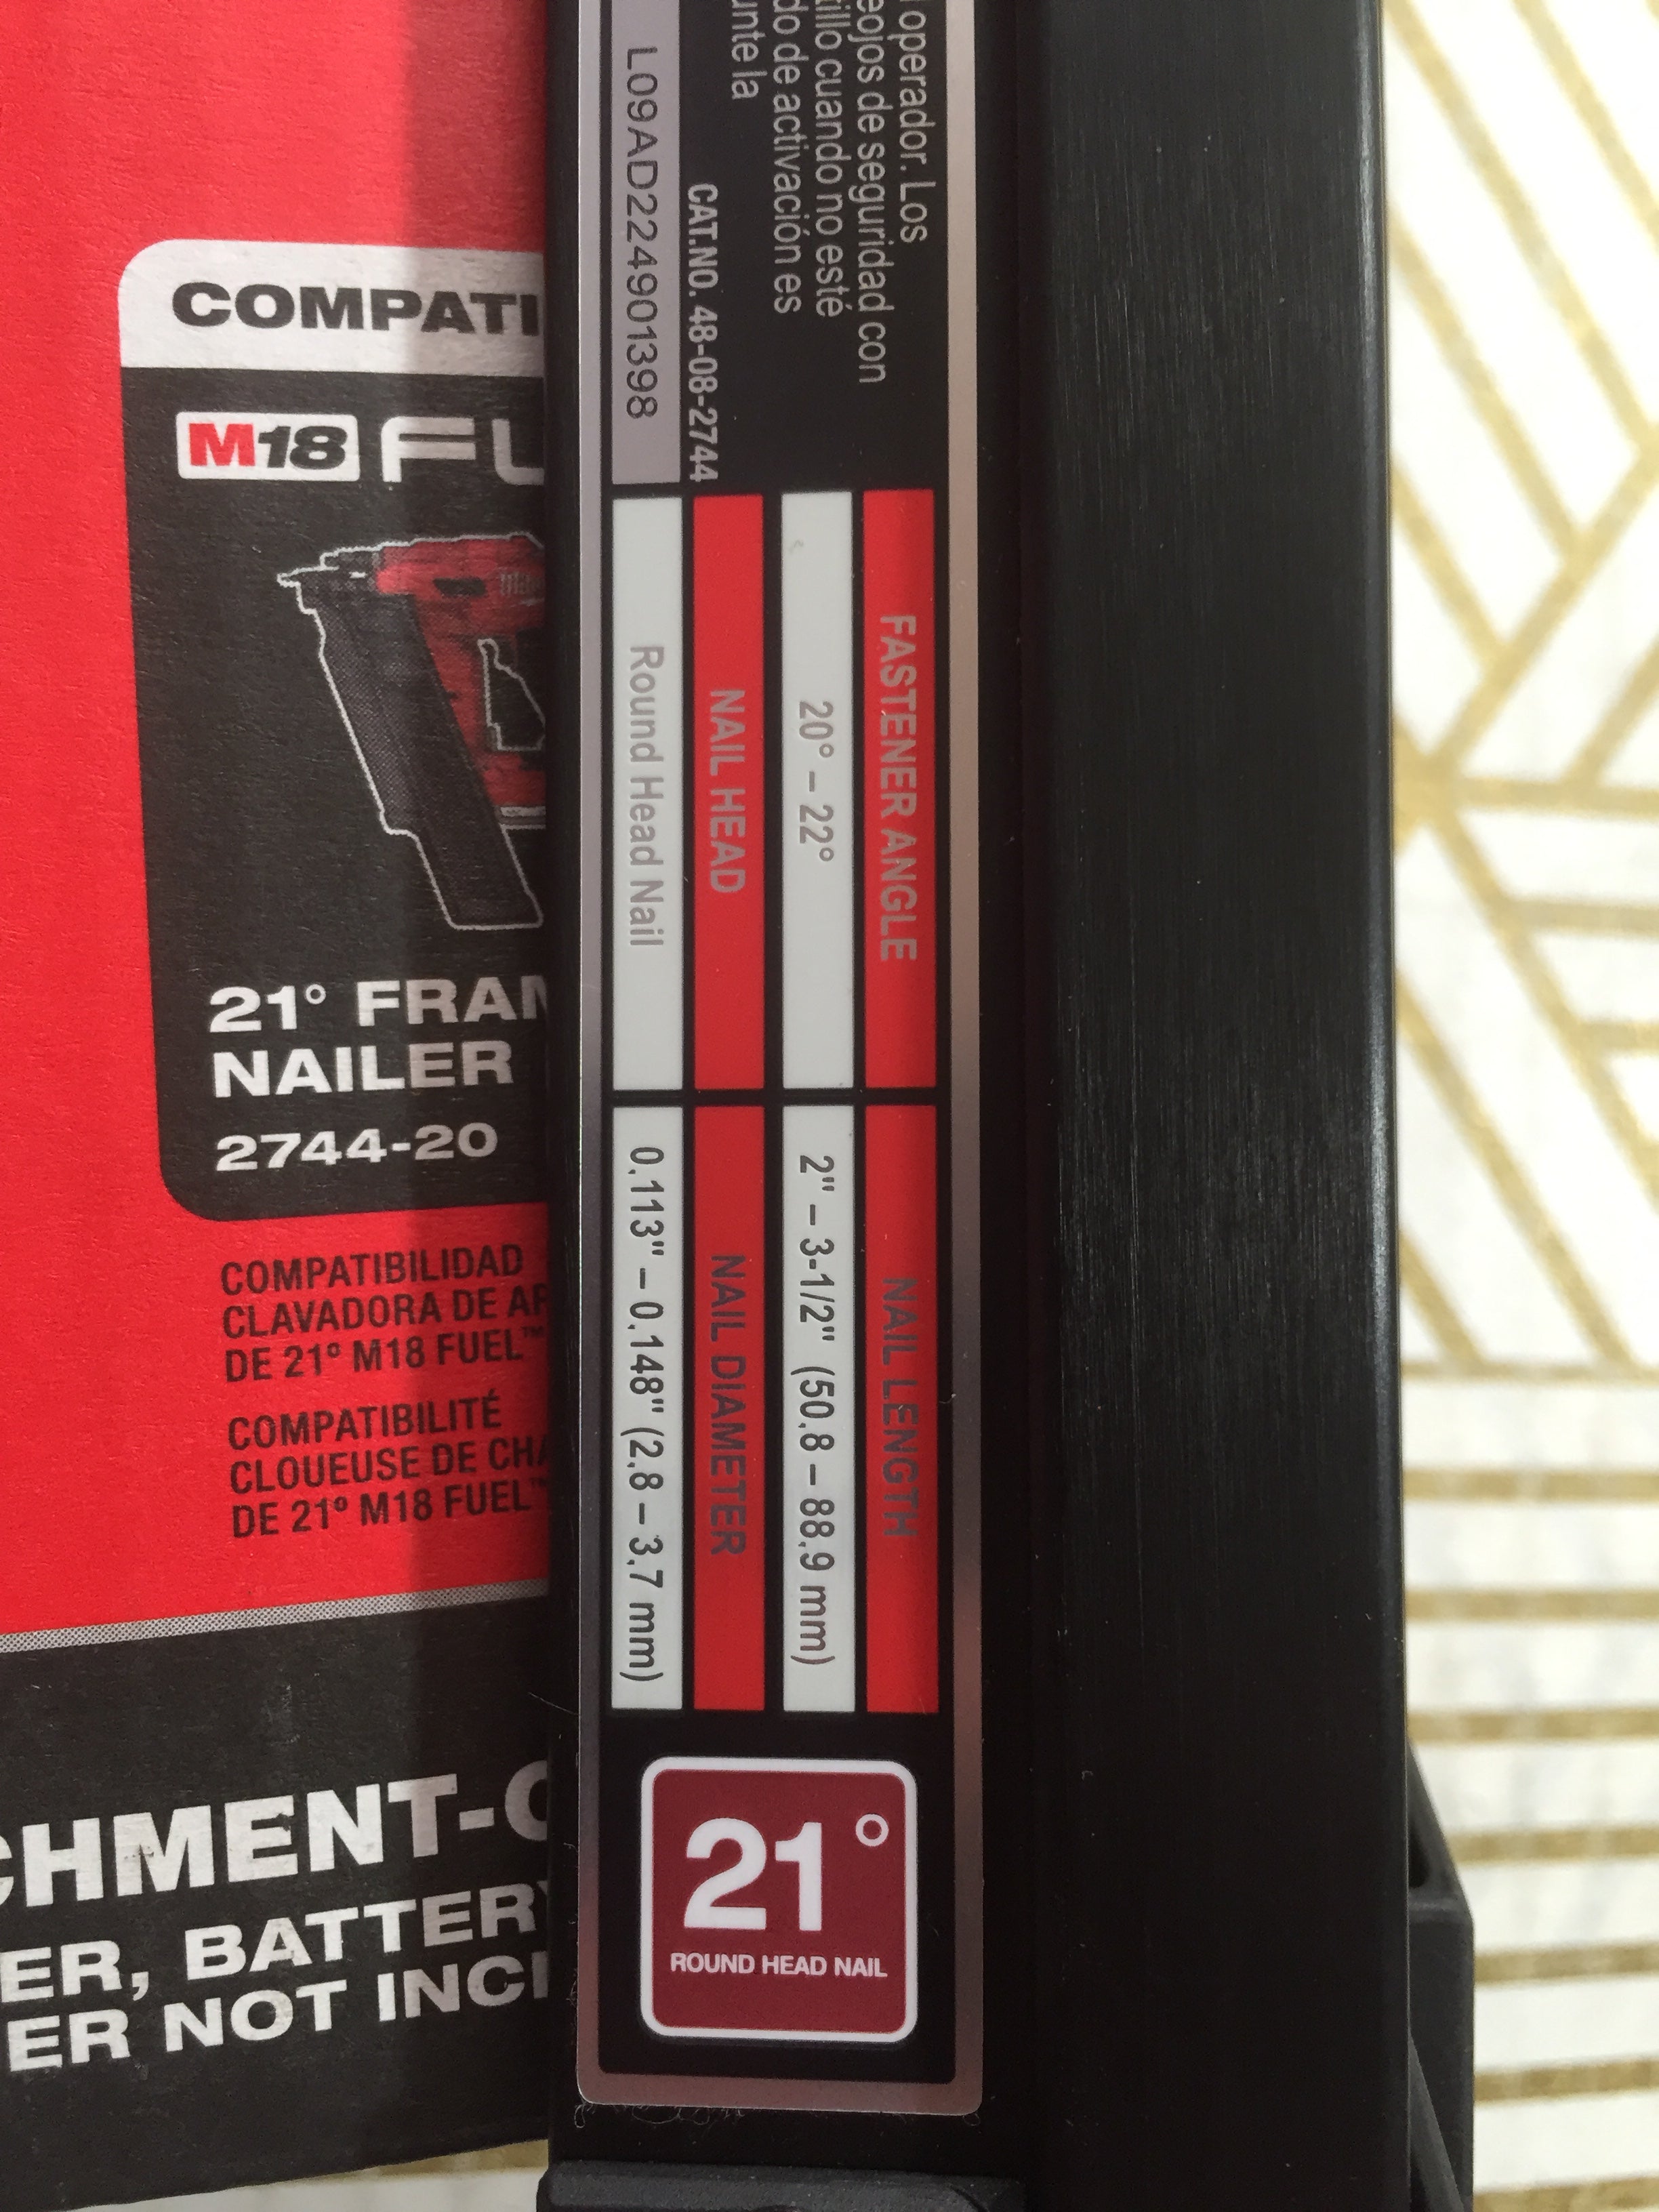 COMPATI
M18 FU
21° FRAM
NAILER
2744-20
COMPATIBILIDAD
CLAVADORA DE AR
DE 21° M18 FUEL™
COMPATIBILITÉ
CLOUEUSE DE CHA
DE 21° M18 FUEL™
CHMENT-O
ER, BATTERY
ER NOT INCL
operador. Los
eojos de seguridad con
tillo cuando no esté
do de activación es
unte la
CAT.NO. 48-08-2744
L09AD224901398
FASTENER ANGLE
20° – 22°
NAIL HEAD
Round Head Nail
NAIL LENGTH
2" – 3-1/2" (50.8 – 88.9 mm)
NAIL DIAMETER
0.113" – 0.148" (2.8 – 3.7 mm)
21°
ROUND HEAD NAIL